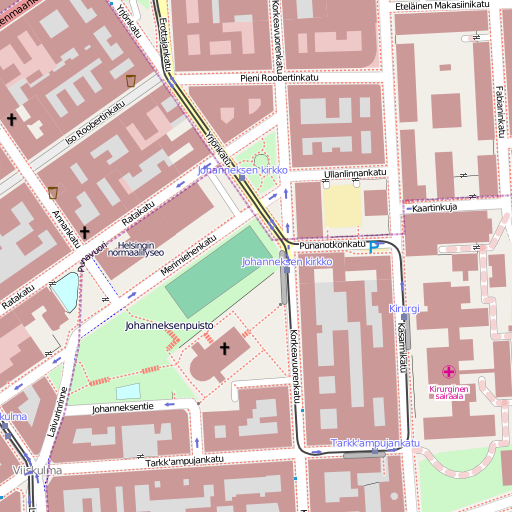 Eteläinen Makasiinikatu
Yrjönkatu
Erottajankatu
Korkeavuorenkatu
Pieni Roobertinkatu
Fabianinkatu
Iso Roobertinkatu
Yrjönkatu
Johanneksen kirkko
Ullanlinnankatu
Annankatu
Ratakatu
Kaartinkuja
Punavuori
Helsingin
normaalilyseo
Merimiehenkatu
Punanotkonkatu
P
Johanneksen kirkko
Ratakatu
Kirurgi
Johanneksenpuisto
Korkeavuorenkatu
Kasarmikatu
Kirurginen
sairaala
Laivurinrinne
Johanneksentie
Viiskulma
Tarkk'ampujankatu
Tarkk'ampujankatu